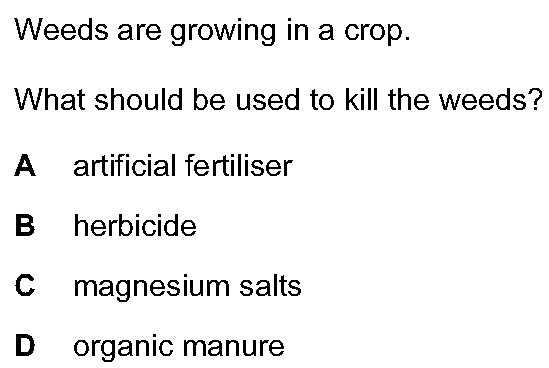 Weeds are growing in a crop.
What should be used to kill the weeds?
A artificial fertiliser
B herbicide
C magnesium salts
D organic manure